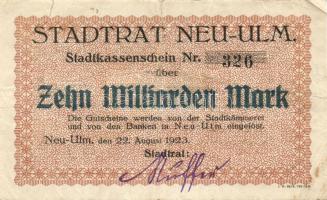 STADTRAT NEU-ULM.
Stadtkassenschein Nr. 326
über
Zehn Milliarden Mark
Die Gutscheine werden von der Stadtkämmerei
und von den Banken in Neu-Ulm eingelöst.
Neu-Ulm, den 22. August 1923.
Stadtrat: